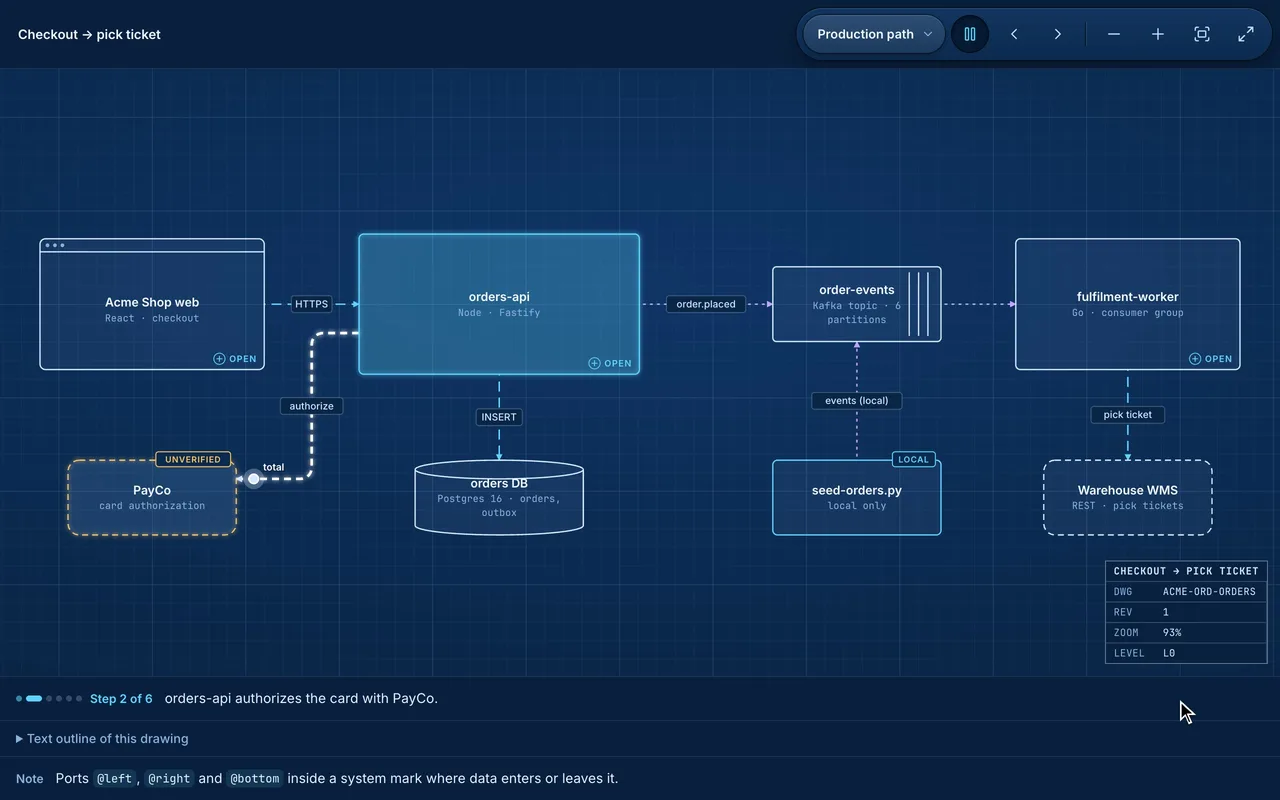 Checkout → pick ticket
Production path
Acme Shop web
React · checkout
OPEN
HTTPS
orders-api
Node · Fastify
OPEN
order.placed
order-events
Kafka topic · 6
partitions
fulfilment-worker
Go · consumer group
OPEN
authorize
INSERT
events (local)
pick ticket
UNVERIFIED
PayCo
card authorization
total
orders DB
Postgres 16 · orders,
outbox
LOCAL
seed-orders.py
local only
Warehouse WMS
REST · pick tickets
CHECKOUT → PICK TICKET
DWG ACME-ORD-ORDERS
REV 1
ZOOM 93%
LEVEL L0
Step 2 of 6 orders-api authorizes the card with PayCo.
Text outline of this drawing
Note Ports @left, @right and @bottom inside a system mark where data enters or leaves it.